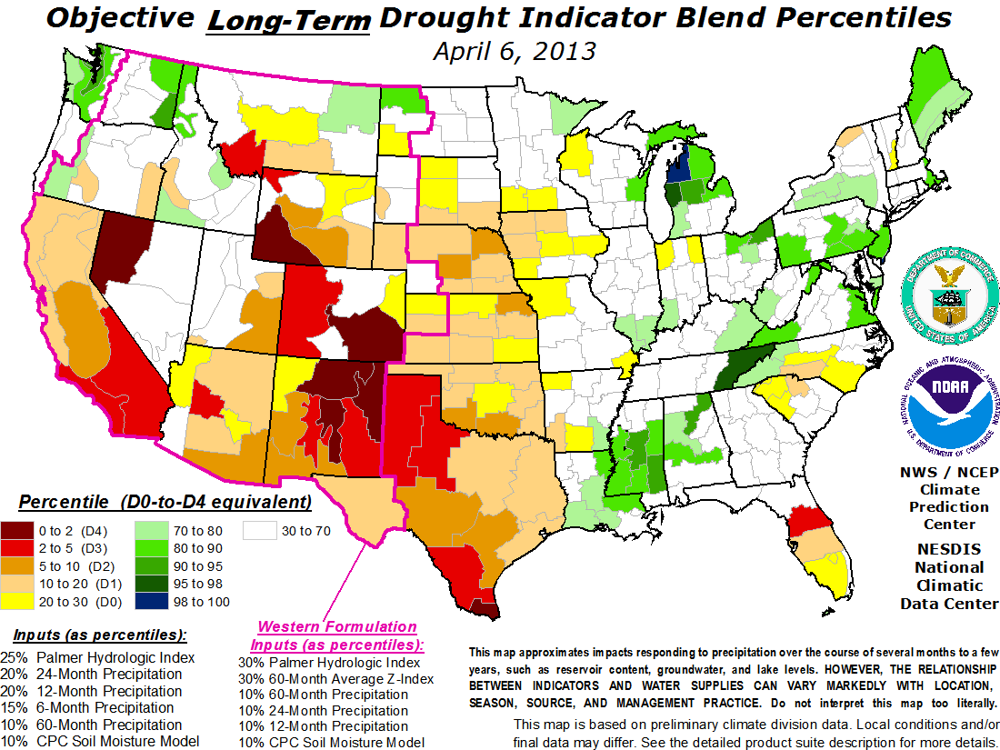 Objective Long-Term Drought Indicator Blend Percentiles
April 6, 2013
DEPARTMENT OF COMMERCE
UNITED STATES OF AMERICA
NATIONAL OCEANIC AND ATMOSPHERIC ADMINISTRATION
NOAA
U.S. DEPARTMENT OF COMMERCE
NWS / NCEP
Climate
Prediction
Center
NESDIS
National
Climatic
Data Center
Percentile (D0-to-D4 equivalent)
0 to 2 (D4)
2 to 5 (D3)
5 to 10 (D2)
10 to 20 (D1)
20 to 30 (D0)
70 to 80
80 to 90
90 to 95
95 to 98
98 to 100
30 to 70
Inputs (as percentiles):
25% Palmer Hydrologic Index
20% 24-Month Precipitation
20% 12-Month Precipitation
15% 6-Month Precipitation
10% 60-Month Precipitation
10% CPC Soil Moisture Model
Western Formulation
Inputs (as percentiles):
30% Palmer Hydrologic Index
30% 60-Month Average Z-Index
10% 60-Month Precipitation
10% 24-Month Precipitation
10% 12-Month Precipitation
10% CPC Soil Moisture Model
This map approximates impacts responding to precipitation over the course of several months to a few
years, such as reservoir content, groundwater, and lake levels. HOWEVER, THE RELATIONSHIP
BETWEEN INDICATORS AND WATER SUPPLIES CAN VARY MARKEDLY WITH LOCATION,
SEASON, SOURCE, AND MANAGEMENT PRACTICE. Do not interpret this map too literally.
This map is based on preliminary climate division data. Local conditions and/or
final data may differ. See the detailed product suite description for more details.